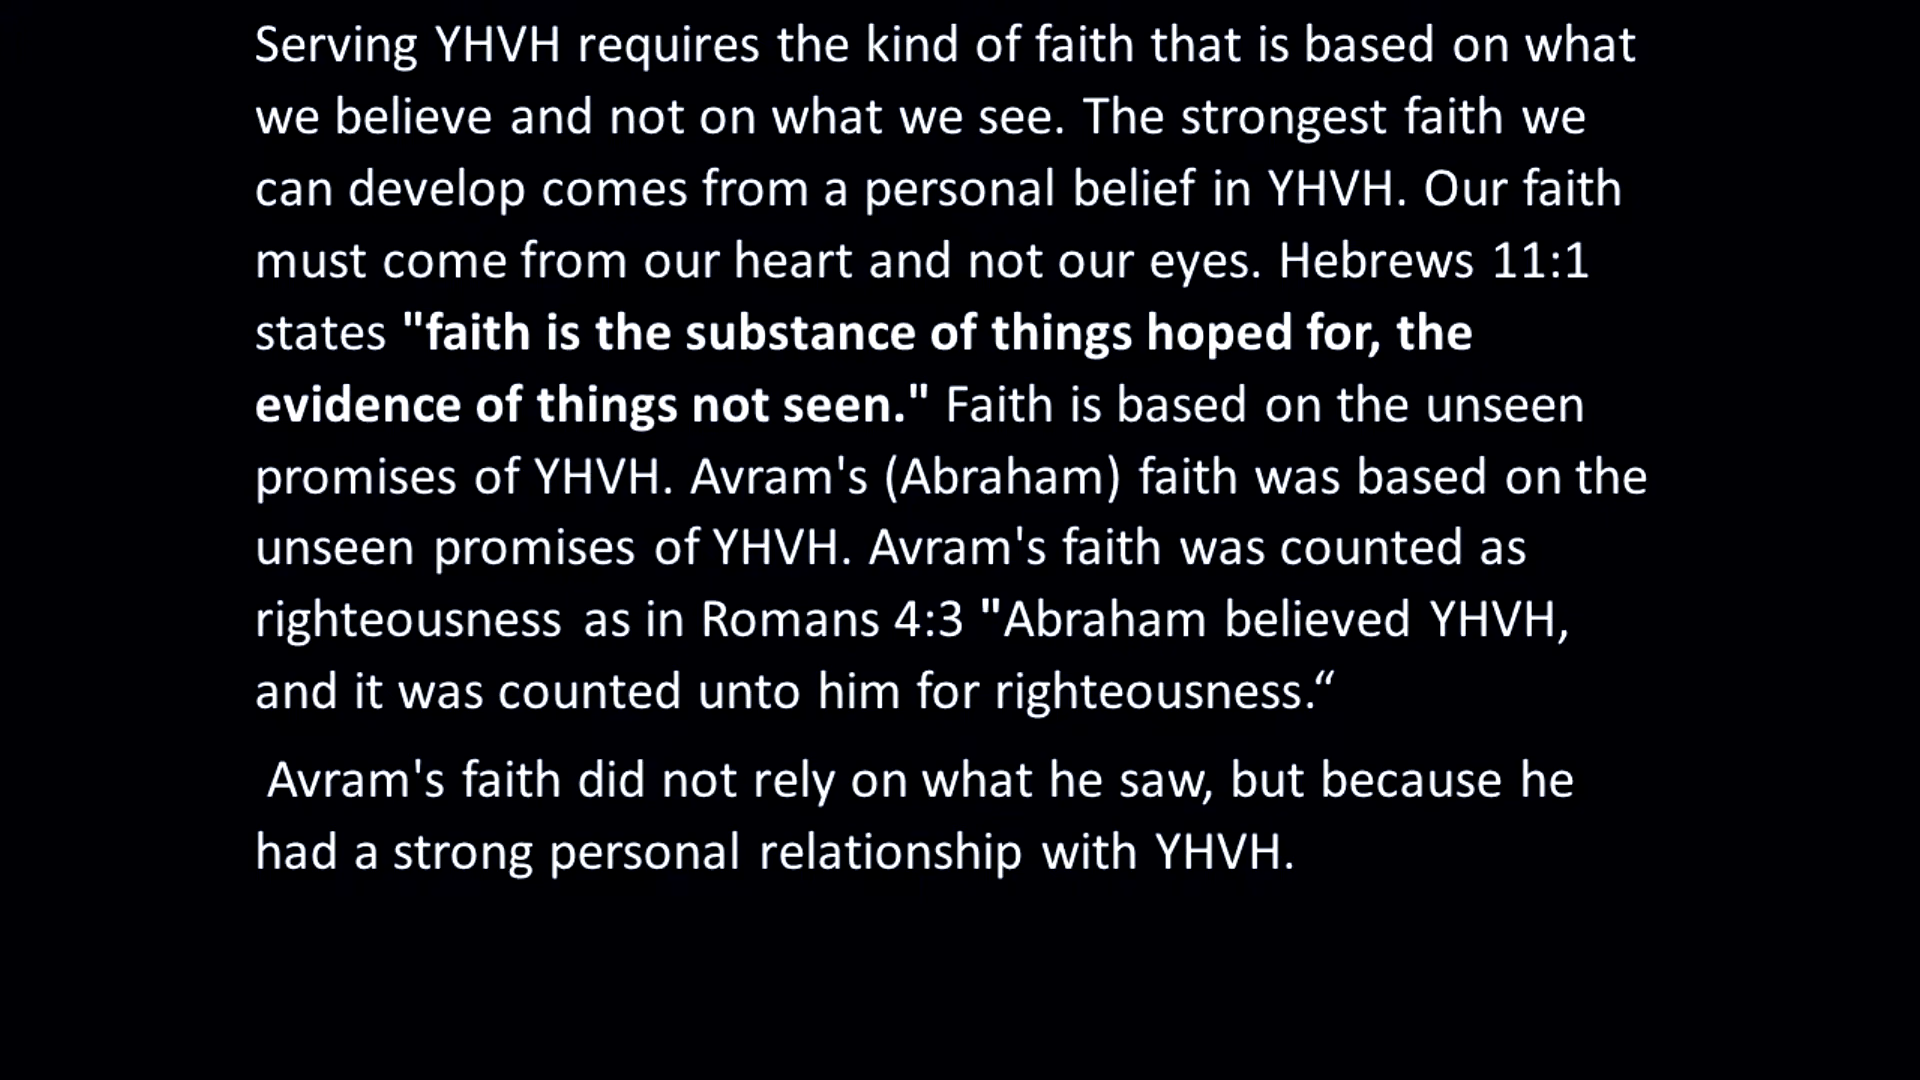 Serving YHVH requires the kind of faith that is based on what
we believe and not on what we see. The strongest faith we
can develop comes from a personal belief in YHVH. Our faith
must come from our heart and not our eyes. Hebrews 11:1
states "faith is the substance of things hoped for, the
evidence of things not seen." Faith is based on the unseen
promises of YHVH. Avram's (Abraham) faith was based on the
unseen promises of YHVH. Avram's faith was counted as
righteousness as in Romans 4:3 "Abraham believed YHVH,
and it was counted unto him for righteousness.“
Avram's faith did not rely on what he saw, but because he
had a strong personal relationship with YHVH.